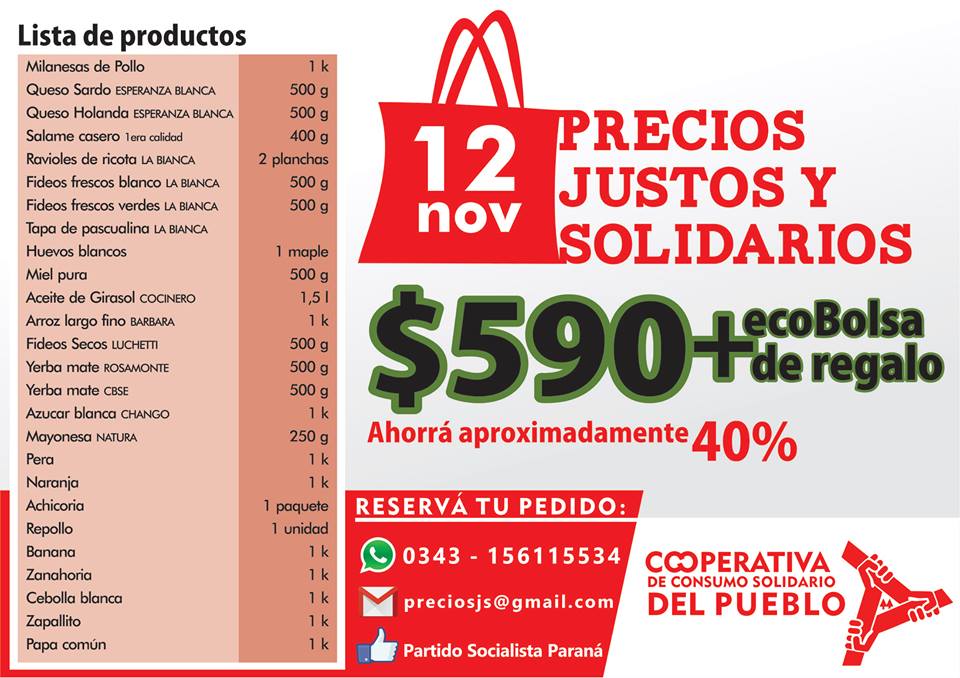 Lista de productos
Milanesas de Pollo 1 k
Queso Sardo ESPERANZA BLANCA 500 g
Queso Holanda ESPERANZA BLANCA 500 g
Salame casero 1era calidad 400 g
Ravioles de ricota LA BIANCA 2 planchas
Fideos frescos blanco LA BIANCA 500 g
Fideos frescos verdes LA BIANCA 500 g
Tapa de pascualina LA BIANCA
Huevos blancos 1 maple
Miel pura 500 g
Aceite de Girasol COCINERO 1,5 l
Arroz largo fino BARBARA 1 k
Fideos Secos LUCHETTI 500 g
Yerba mate ROSAMONTE 500 g
Yerba mate CBSE 500 g
Azucar blanca CHANGO 1 k
Mayonesa NATURA 250 g
Pera 1 k
Naranja 1 k
Achicoria 1 paquete
Repollo 1 unidad
Banana 1 k
Zanahoria 1 k
Cebolla blanca 1 k
Zapallito 1 k
Papa común 1 k
12
nov
PRECIOS
JUSTOS Y
SOLIDARIOS
$590+ecoBolsa
de regalo
Ahorrá aproximadamente 40%
RESERVÁ TU PEDIDO:
0343 - 156115534
preciosjs@gmail.com
Partido Socialista Paraná
COOPERATIVA
DE CONSUMO SOLIDARIO
DEL PUEBLO